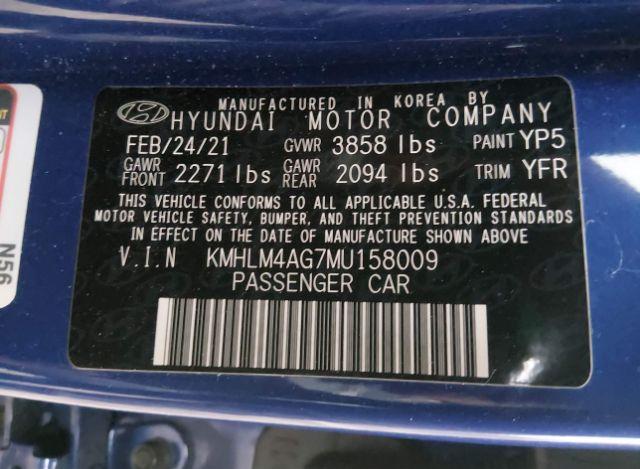 MANUFACTURED IN KOREA BY
HYUNDAI MOTOR COMPANY
FEB/24/21 GVWR 3858 lbs PAINT YP5
GAWR FRONT 2271 lbs GAWR REAR 2094 lbs TRIM YFR
THIS VEHICLE CONFORMS TO ALL APPLICABLE U.S.A. FEDERAL
MOTOR VEHICLE SAFETY, BUMPER, AND THEFT PREVENTION STANDARDS
IN EFFECT ON THE DATE OF MANUFACTURE SHOWN ABOVE.
V.I.N KMHLM4AG7MU158009
PASSENGER CAR
N56